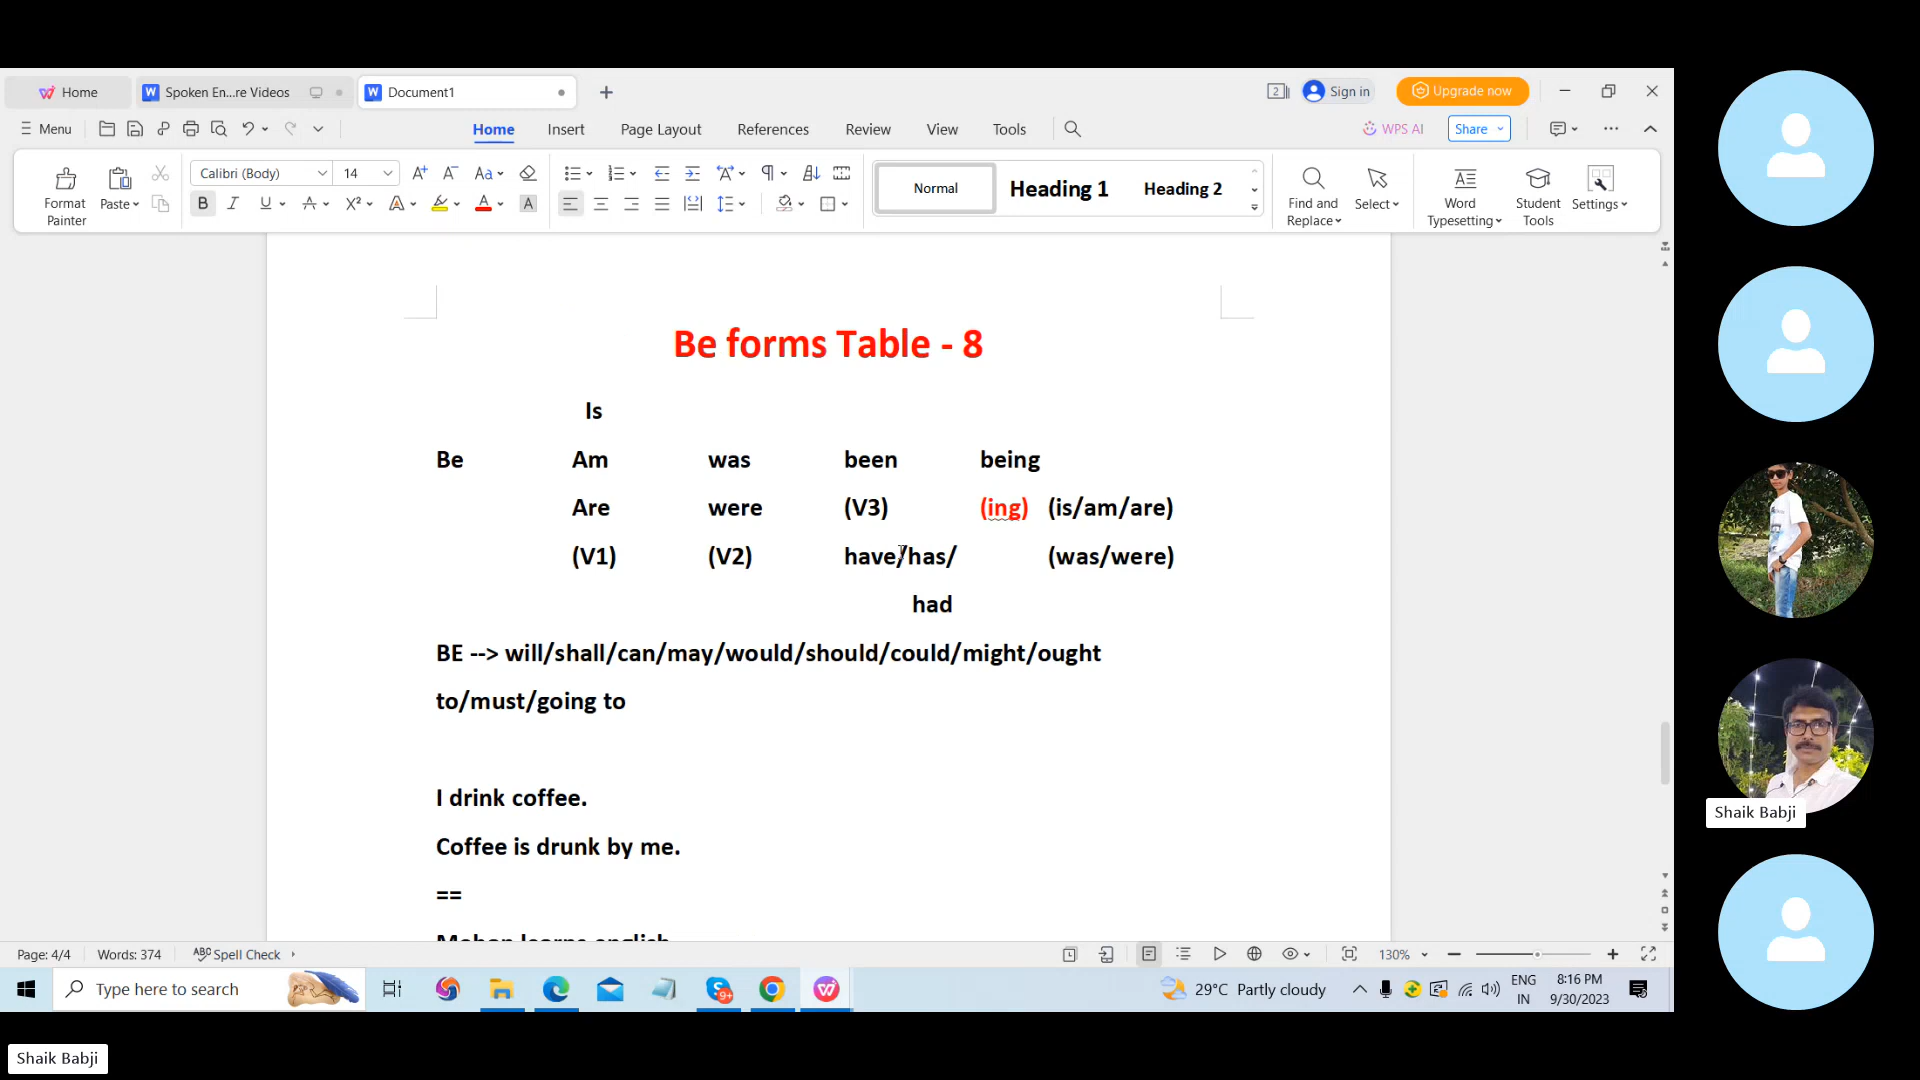 Home
Spoken En...re Videos
Document1
2
Sign in
Upgrade now
Menu
Home
Insert
Page Layout
References
Review
View
Tools
WPS AI
Share
Format
Painter
Paste
Calibri (Body)
14
Normal
Heading 1
Heading 2
Find and
Replace
Select
Word
Typesetting
Student
Tools
Settings
Be forms Table - 8
Is
Be Am was been being
Are were (V3) (ing) (is/am/are)
(V1) (V2) have/has/ (was/were)
had
BE --> will/shall/can/may/would/should/could/might/ought
to/must/going to
I drink coffee.
Coffee is drunk by me.
==
Mohan learns english
Page: 4/4
Words: 374
Spell Check
130%
Type here to search
9+
29°C Partly cloudy
ENG
IN
8:16 PM
9/30/2023
Shaik Babji
Shaik Babji